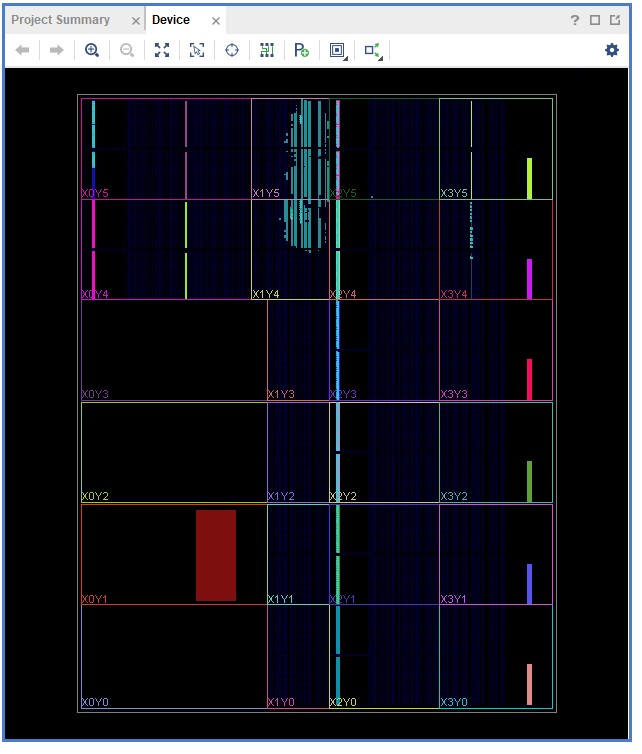 Project Summary × Device ×
X0Y5 X1Y5 X2Y5 X3Y5
X0Y4 X1Y4 X2Y4 X3Y4
X0Y3 X1Y3 X2Y3 X3Y3
X0Y2 X1Y2 X2Y2 X3Y2
X0Y1 X1Y1 X2Y1 X3Y1
X0Y0 X1Y0 X2Y0 X3Y0